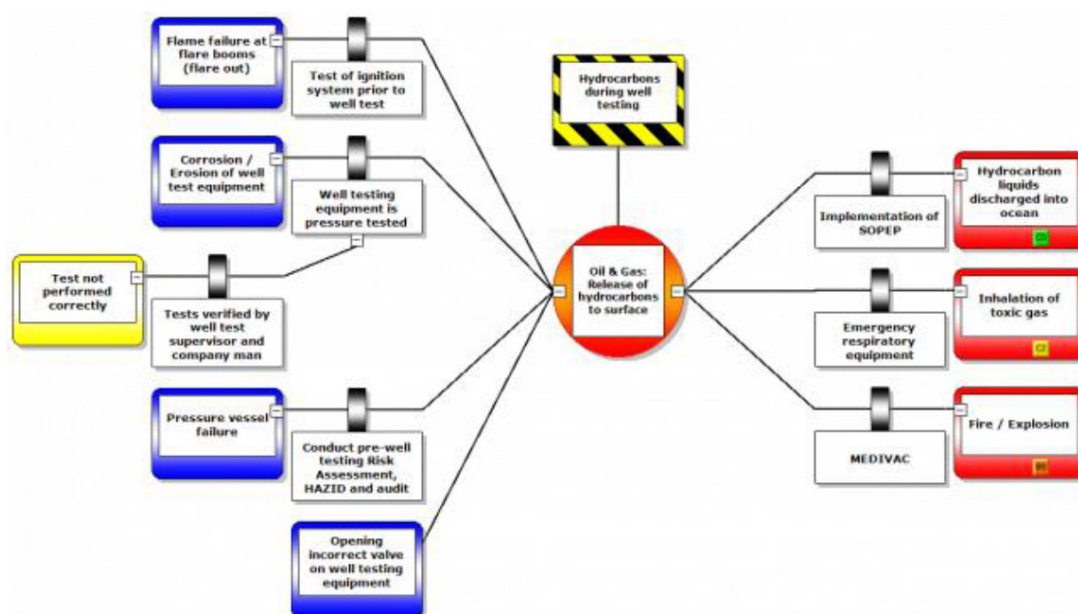 Flame failure at
flare booms
(flare out)
Test of ignition
system prior to
well test
Corrosion /
Erosion of well
test equipment
Well testing
equipment is
pressure tested
Test not
performed
correctly
Tests verified by
well test
supervisor and
company man
Pressure vessel
failure
Conduct pre-well
testing Risk
Assessment,
HAZID and audit
Opening
incorrect valve
on well testing
equipment
Hydrocarbons
during well
testing
Oil & Gas:
Release of
hydrocarbons
to surface
Implementation of
SOPEP
Hydrocarbon
liquids
discharged into
ocean
Emergency
respiratory
equipment
Inhalation of
toxic gas
C2
MEDIVAC
Fire / Explosion